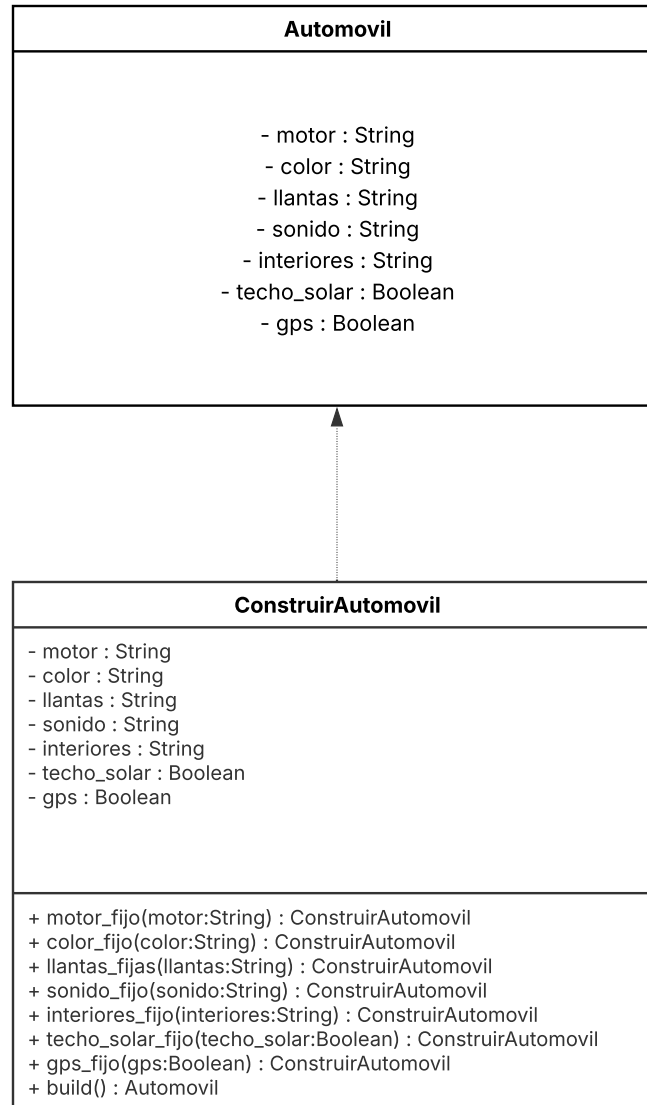 Automovil
- motor : String
- color : String
- llantas : String
- sonido : String
- interiores : String
- techo_solar : Boolean
- gps : Boolean
ConstruirAutomovil
- motor : String
- color : String
- llantas : String
- sonido : String
- interiores : String
- techo_solar : Boolean
- gps : Boolean
+ motor_fijo(motor:String) : ConstruirAutomovil
+ color_fijo(color:String) : ConstruirAutomovil
+ llantas_fijas(llantas:String) : ConstruirAutomovil
+ sonido_fijo(sonido:String) : ConstruirAutomovil
+ interiores_fijo(interiores:String) : ConstruirAutomovil
+ techo_solar_fijo(techo_solar:Boolean) : ConstruirAutomovil
+ gps_fijo(gps:Boolean) : ConstruirAutomovil
+ build() : Automovil